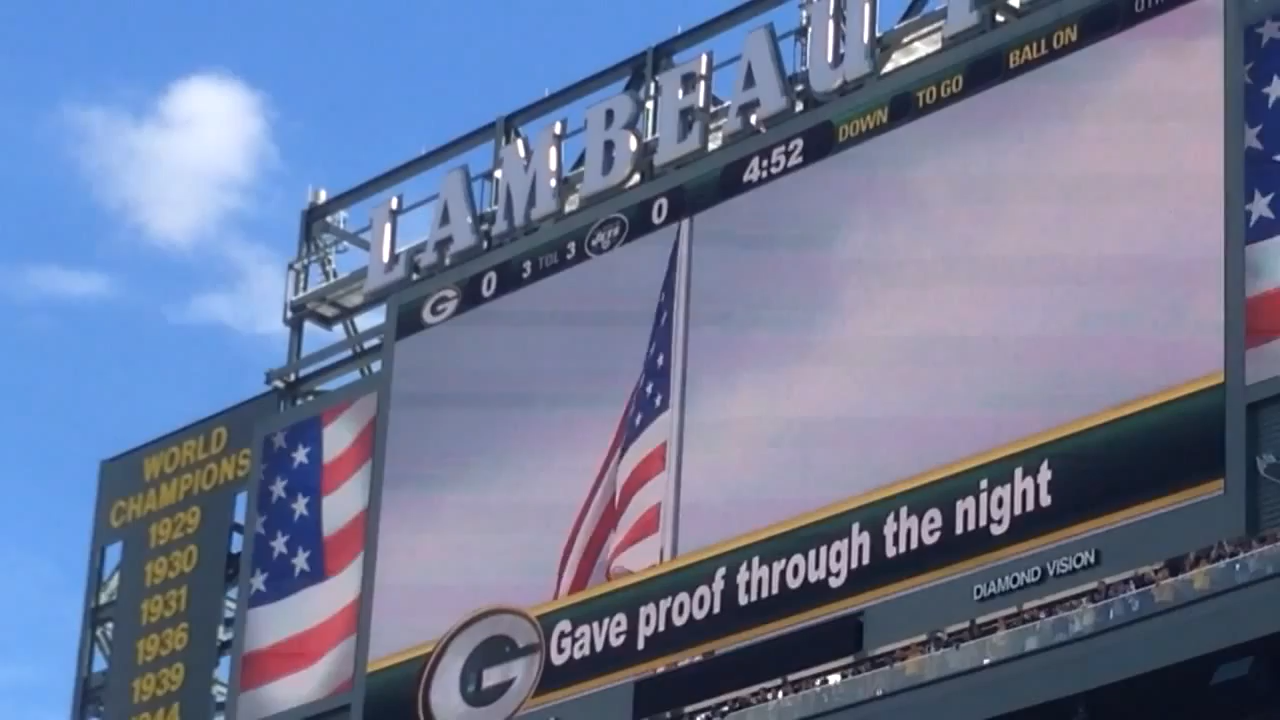 LAMBEAU
G 0 3 TOL 3 JETS 0 4:52 DOWN TO GO BALL ON
WORLD
CHAMPIONS
1929
1930
1931
1936
1939
G Gave proof through the night
DIAMOND VISION